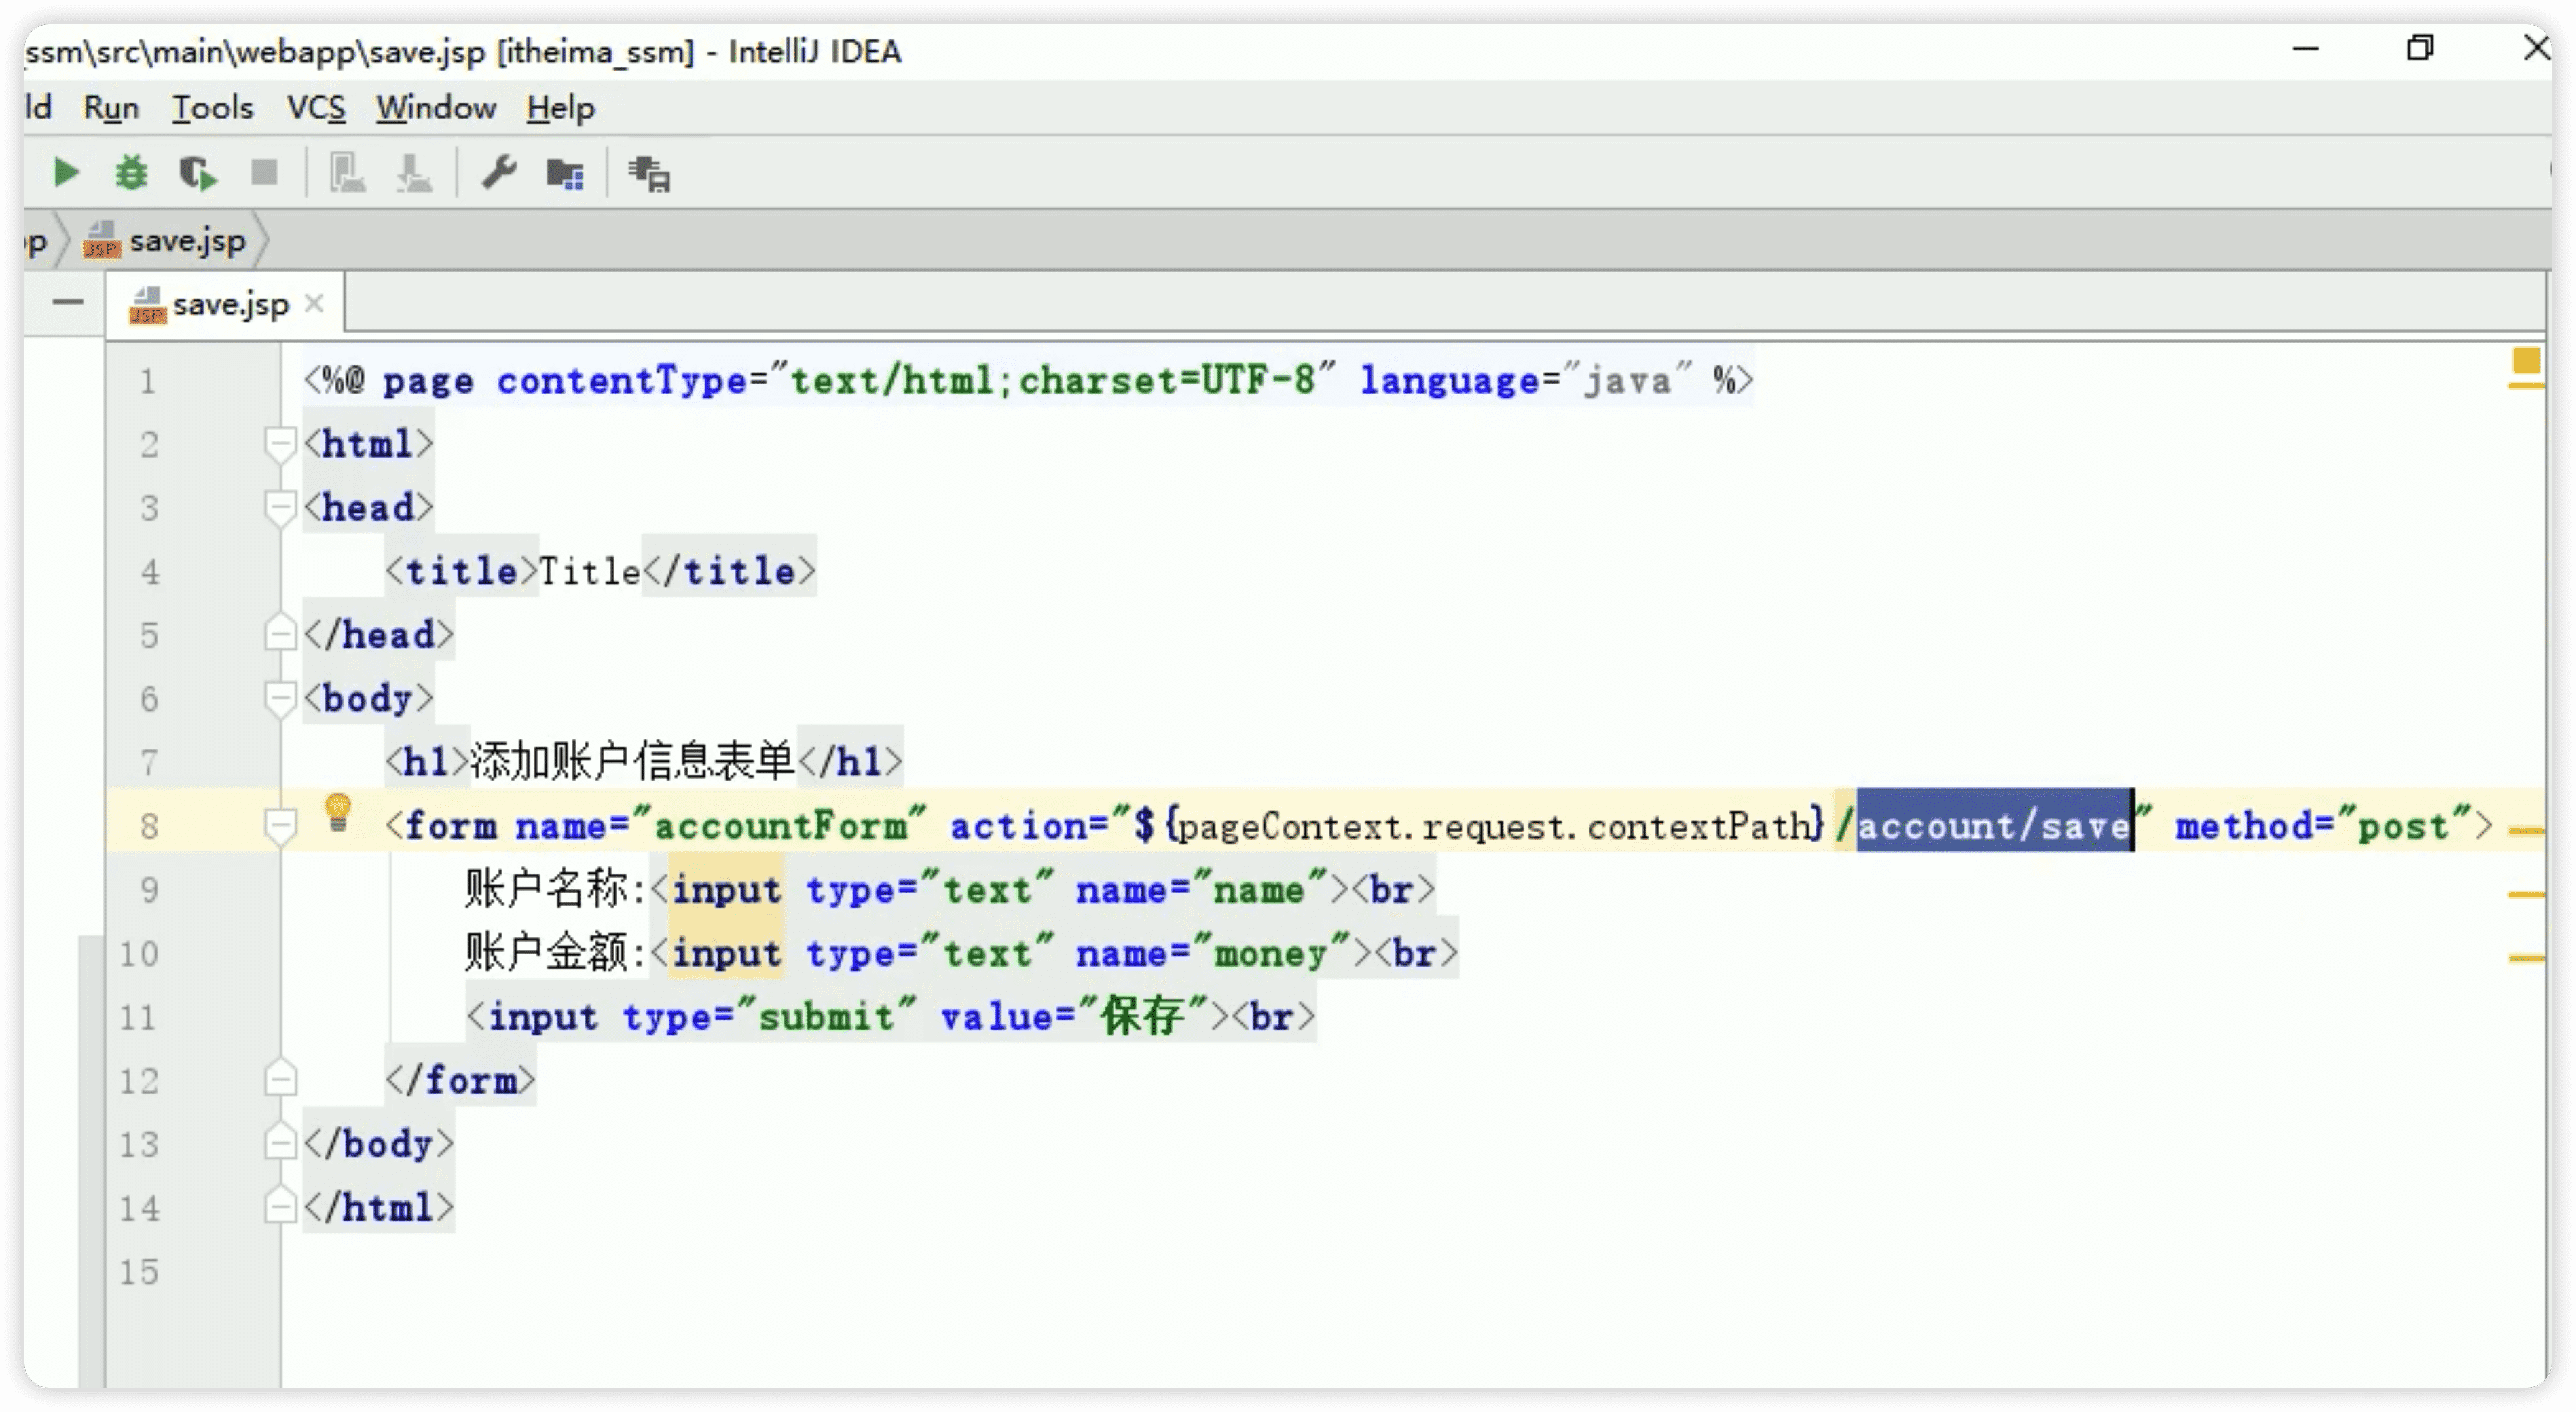 ssm\src\main\webapp\save.jsp [itheima_ssm] - IntelliJ IDEA
ld Run Tools VCS Window Help
p save.jsp
save.jsp
1 <%@ page contentType="text/html;charset=UTF-8" language="java" %>
2 <html>
3 <head>
4 <title>Title</title>
5 </head>
6 <body>
7 <h1>添加账户信息表单</h1>
8 <form name="accountForm" action="${pageContext.request.contextPath}/account/save" method="post">
9 账户名称:<input type="text" name="name"><br>
10 账户金额:<input type="text" name="money"><br>
11 <input type="submit" value="保存"><br>
12 </form>
13 </body>
14 </html>
15